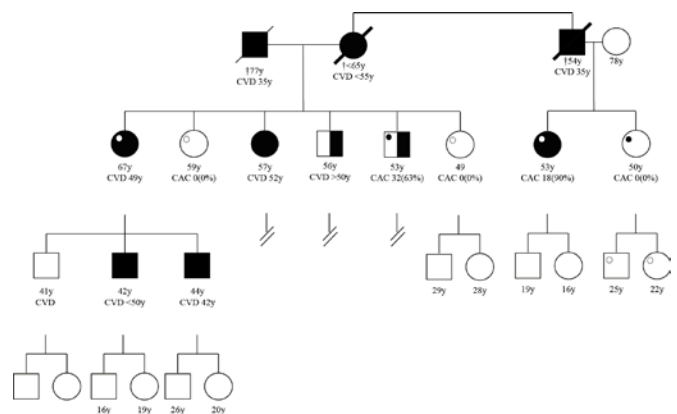 †77y
CVD 35y
†<65y
CVD <55y
†54y
CVD 35y
78y
67y
CVD 49y
59y
CAC 0(0%)
57y
CVD 52y
56y
CVD >50y
53y
CAC 32(63%)
49
CAC 0(0%)
53y
CAC 18(90%)
50y
CAC 0(0%)
41y
CVD
42y
CVD <50y
44y
CVD 42y
29y
28y
19y
16y
25y
22y
16y
19y
26y
20y